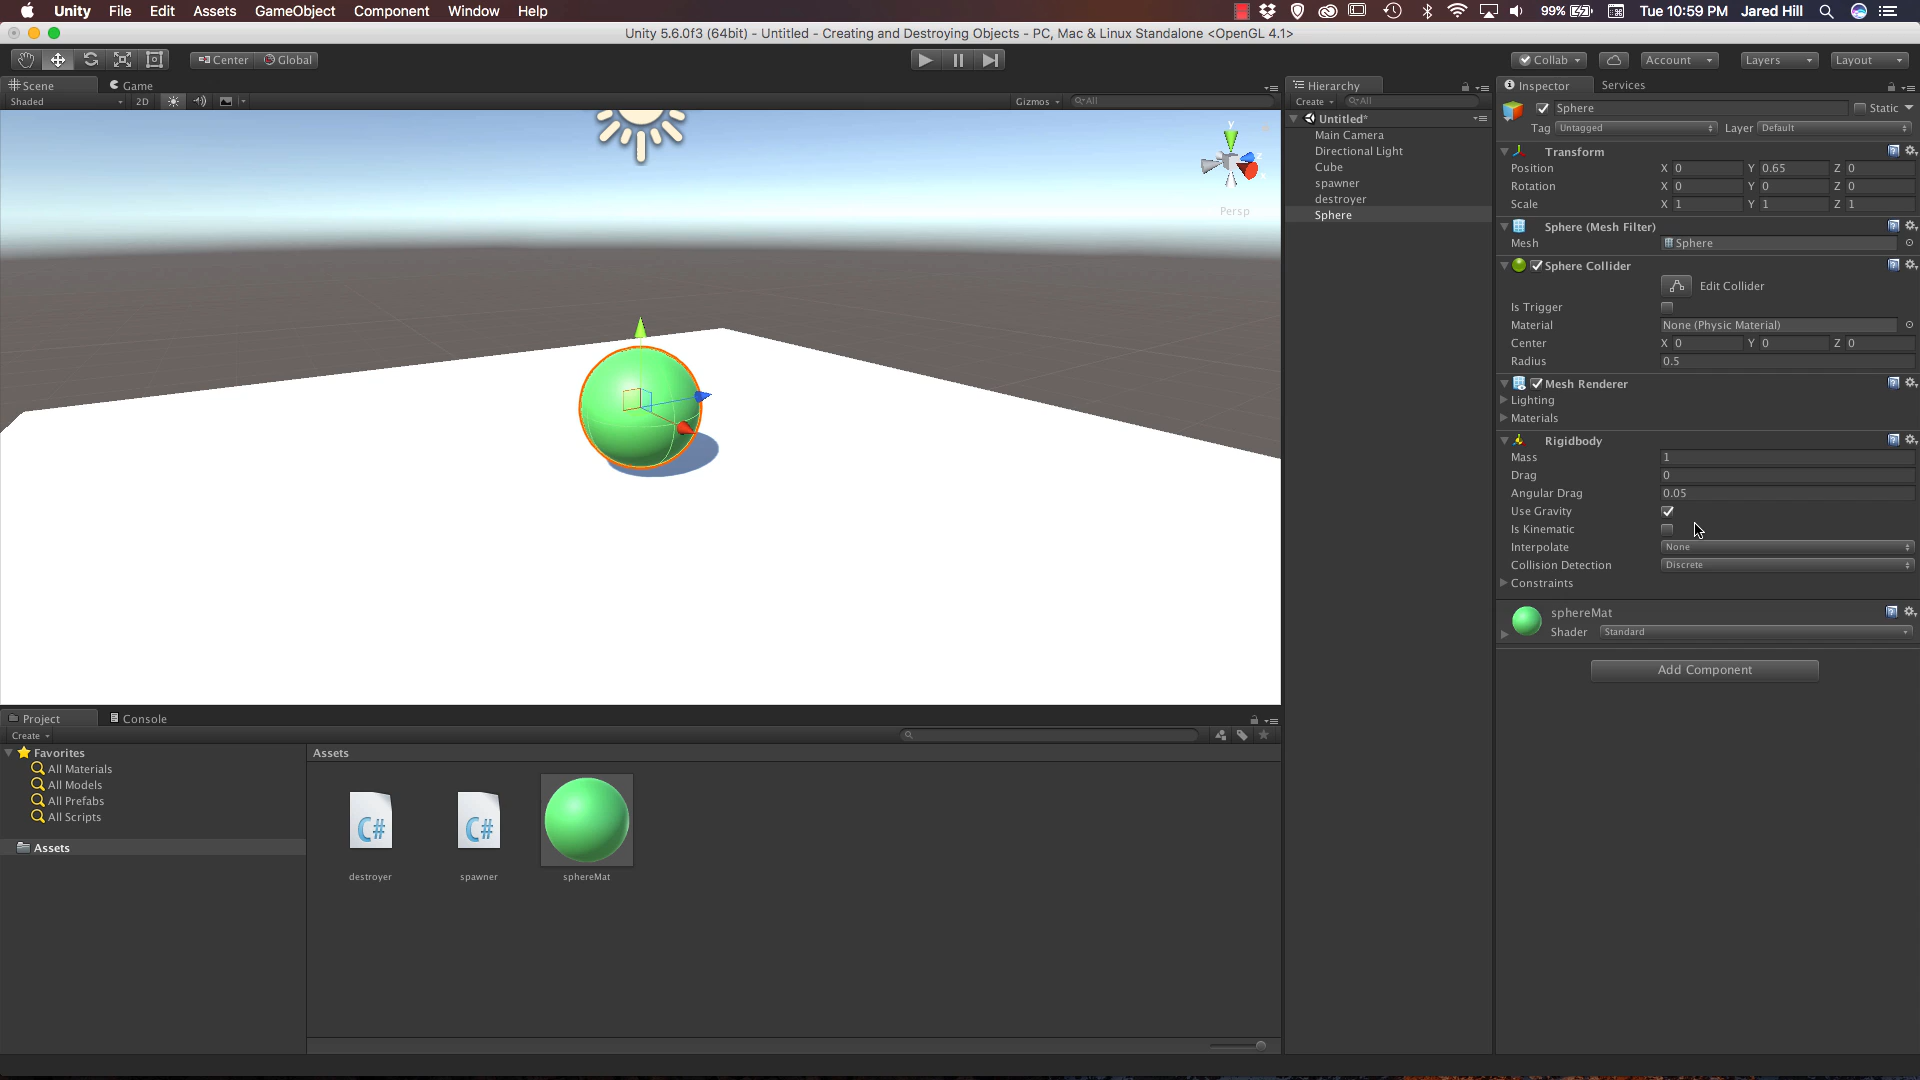 Unity File Edit Assets GameObject Component Window Help 99% Tue 10:59 PM Jared Hill
Unity 5.6.0f3 (64bit) - Untitled - Creating and Destroying Objects - PC, Mac & Linux Standalone <OpenGL 4.1>
Center Global Collab Account Layers Layout
Scene Game
Shaded 2D Gizmos All
y
z
x
Persp
Hierarchy
Create All
Untitled*
Main Camera
Directional Light
Cube
spawner
destroyer
Sphere
Inspector Services
Sphere Static
Tag Untagged Layer Default
Transform
Position X 0 Y 0.65 Z 0
Rotation X 0 Y 0 Z 0
Scale X 1 Y 1 Z 1
Sphere (Mesh Filter)
Mesh Sphere
Sphere Collider
Edit Collider
Is Trigger
Material None (Physic Material)
Center X 0 Y 0 Z 0
Radius 0.5
Mesh Renderer
Lighting
Materials
Rigidbody
Mass 1
Drag 0
Angular Drag 0.05
Use Gravity
Is Kinematic
Interpolate None
Collision Detection Discrete
Constraints
sphereMat
Shader Standard
Add Component
Project Console
Create
Favorites
All Materials
All Models
All Prefabs
All Scripts
Assets
Assets
C# C#
destroyer spawner sphereMat